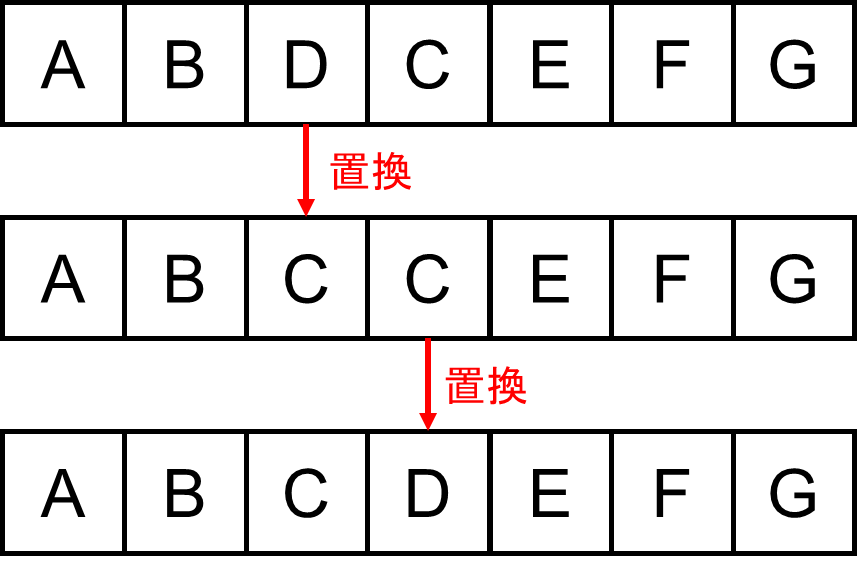 A B D C E F G
置換
A B C C E F G
置換
A B C D E F G